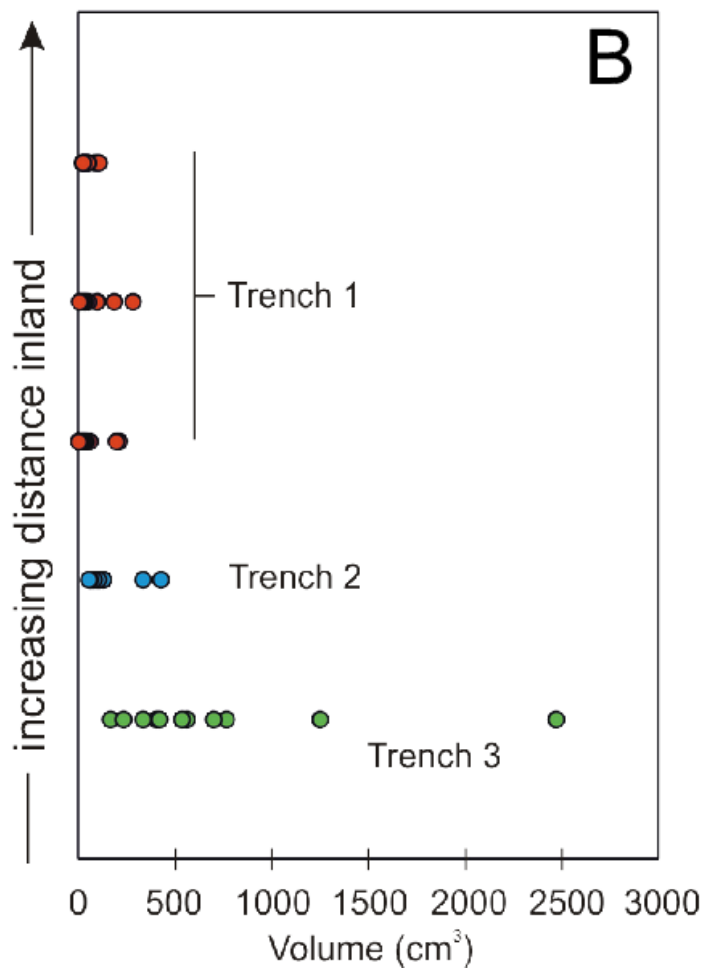 B
increasing distance inland
Trench 1
Trench 2
Trench 3
0 500 1000 1500 2000 2500 3000
Volume (cm³)